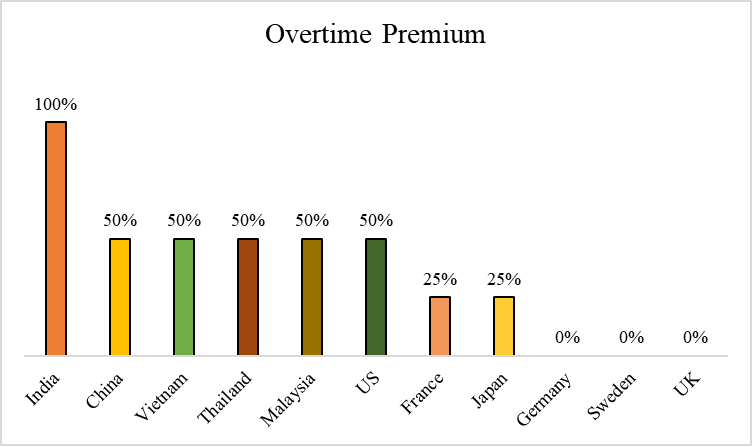 Overtime Premium
100%
50% 50% 50% 50% 50%
25% 25%
0% 0% 0%
India China Vietnam Thailand Malaysia US France Japan Germany Sweden UK